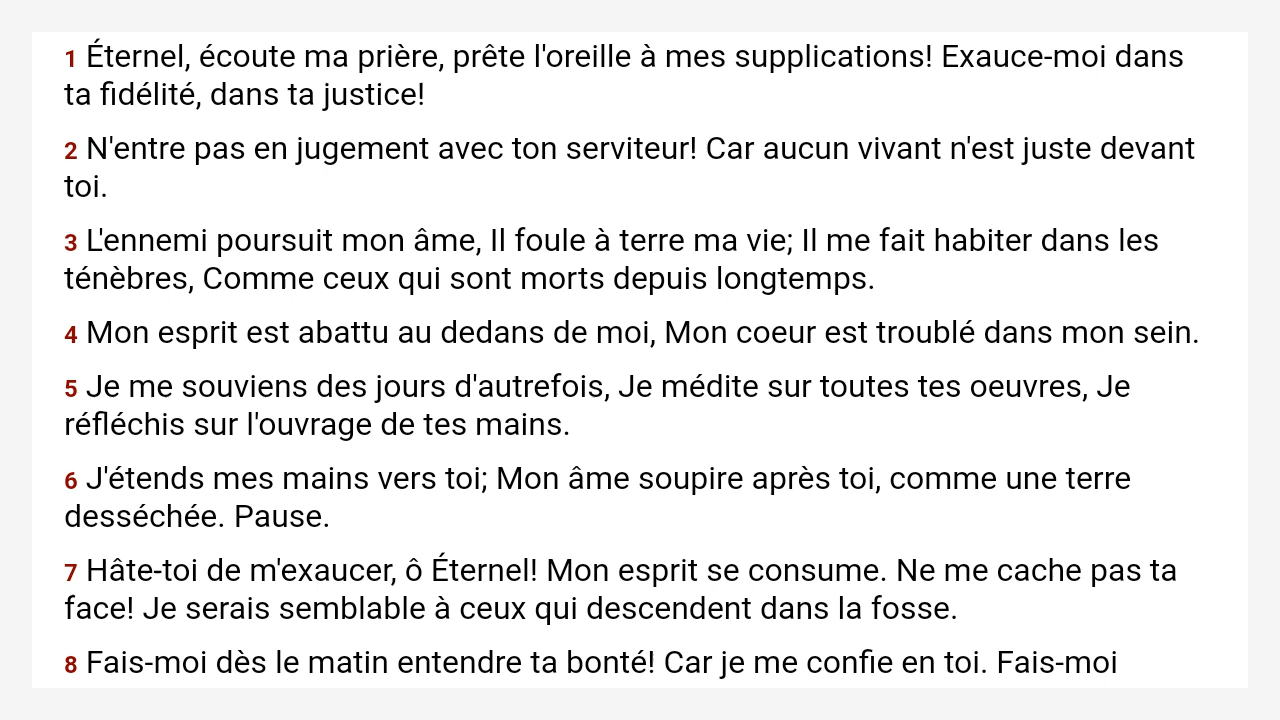 1 Éternel, écoute ma prière, prête l'oreille à mes supplications! Exauce-moi dans
ta fidélité, dans ta justice!
2 N'entre pas en jugement avec ton serviteur! Car aucun vivant n'est juste devant
toi.
3 L'ennemi poursuit mon âme, Il foule à terre ma vie; Il me fait habiter dans les
ténèbres, Comme ceux qui sont morts depuis longtemps.
4 Mon esprit est abattu au dedans de moi, Mon coeur est troublé dans mon sein.
5 Je me souviens des jours d'autrefois, Je médite sur toutes tes oeuvres, Je
réfléchis sur l'ouvrage de tes mains.
6 J'étends mes mains vers toi; Mon âme soupire après toi, comme une terre
desséchée. Pause.
7 Hâte-toi de m'exaucer, ô Éternel! Mon esprit se consume. Ne me cache pas ta
face! Je serais semblable à ceux qui descendent dans la fosse.
8 Fais-moi dès le matin entendre ta bonté! Car je me confie en toi. Fais-moi